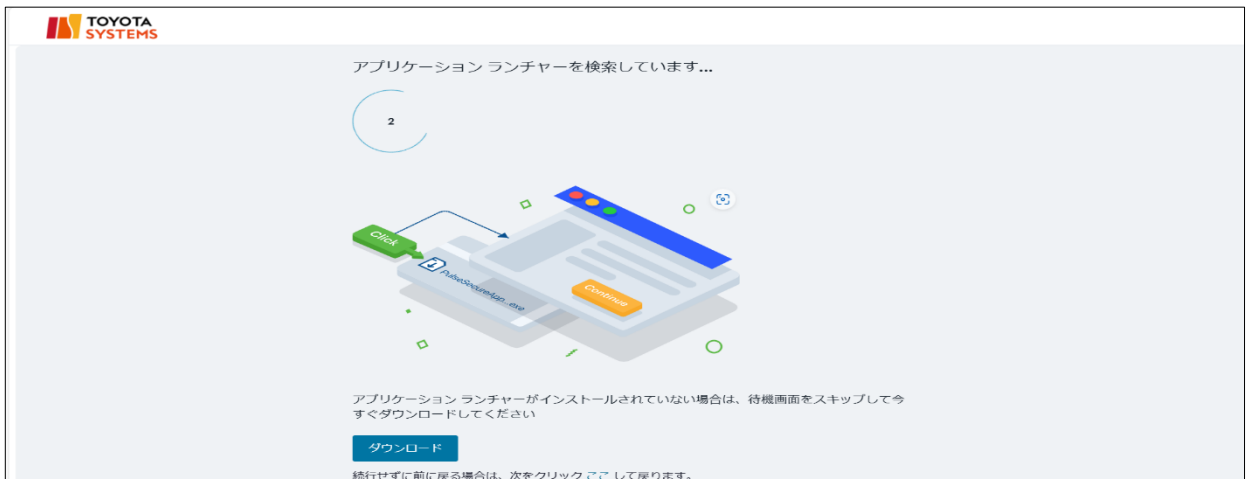 TOYOTA
SYSTEMS
アプリケーション ランチャーを検索しています...
2
Click
PulseSecureApp...exe
Continue
アプリケーション ランチャーがインストールされていない場合は、待機画面をスキップして今
すぐダウンロードしてください
ダウンロード
続行せずに前に戻る場合は、次をクリック ここ して戻ります。